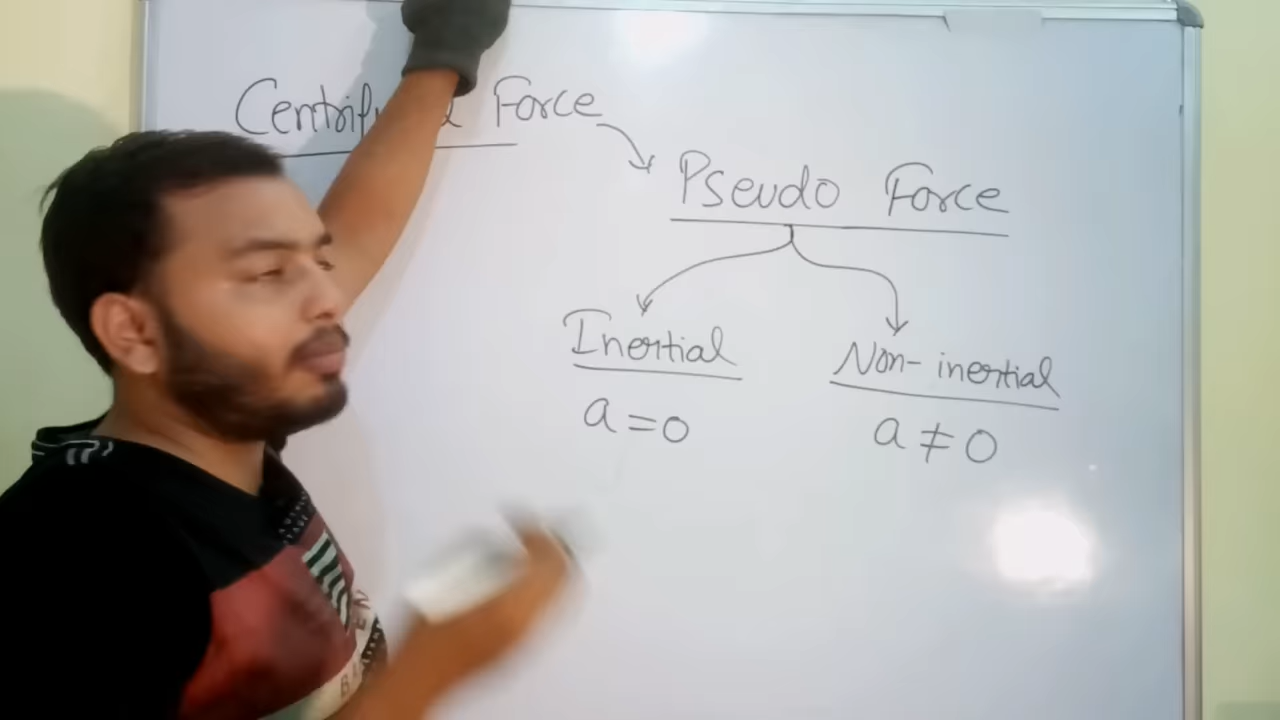 Force
Pseudo Force
Inertial Non-inertial
a = 0 a ≠ 0